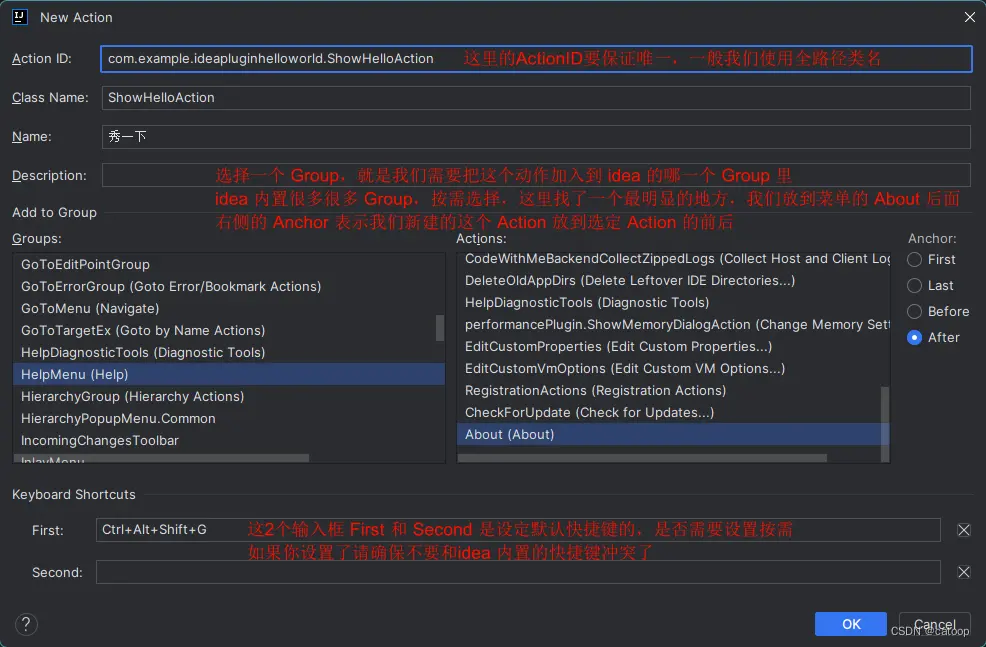 New Action
Action ID: com.example.ideapluginhelloworld.ShowHelloAction 这里的ActionID要保证唯一，一般我们使用全路径类名
Class Name: ShowHelloAction
Name: 秀一下
Description: 选择一个 Group，就是我们需要把这个动作加入到 idea 的哪一个 Group 里
idea 内置很多很多 Group，按需选择，这里找了一个最明显的地方，我们放到菜单的 About 后面
Add to Group
右侧的 Anchor 表示我们新建的这个 Action 放到选定 Action 的前后
Groups:
GoToEditPointGroup
GoToErrorGroup (Goto Error/Bookmark Actions)
GoToMenu (Navigate)
GoToTargetEx (Goto by Name Actions)
HelpDiagnosticTools (Diagnostic Tools)
HelpMenu (Help)
HierarchyGroup (Hierarchy Actions)
HierarchyPopupMenu.Common
IncomingChangesToolbar
InlayMenu
Actions:
CodeWithMeBackendCollectZippedLogs (Collect Host and Client Log
DeleteOldAppDirs (Delete Leftover IDE Directories...)
HelpDiagnosticTools (Diagnostic Tools)
performancePlugin.ShowMemoryDialogAction (Change Memory Sett
EditCustomProperties (Edit Custom Properties...)
EditCustomVmOptions (Edit Custom VM Options...)
RegistrationActions (Registration Actions)
CheckForUpdate (Check for Updates...)
About (About)
Anchor:
First
Last
Before
After
Keyboard Shortcuts
First: Ctrl+Alt+Shift+G 这2个输入框 First 和 Second 是设定默认快捷键的，是否需要设置按需
如果你设置了请确保不要和idea 内置的快捷键冲突了
Second:
?
OK
Cancel
CSDN @catoop